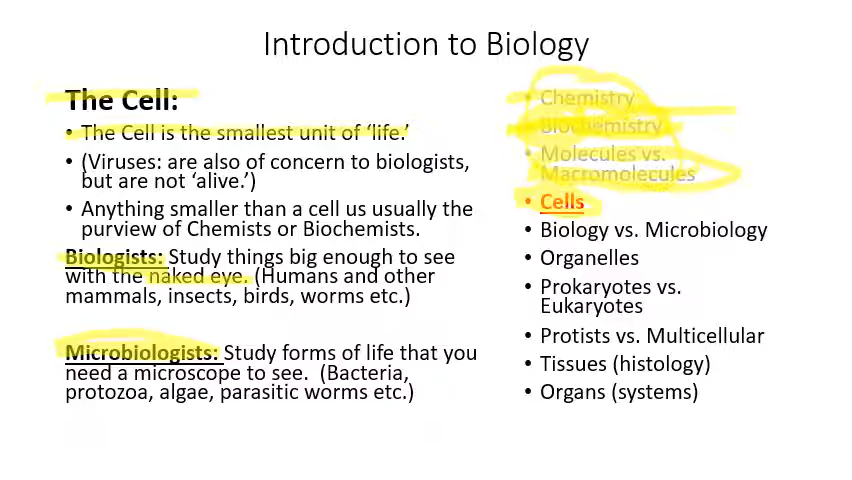 Introduction to Biology
The Cell:
• The Cell is the smallest unit of ‘life.’
• (Viruses: are also of concern to biologists,
but are not ‘alive.’)
• Anything smaller than a cell us usually the
purview of Chemists or Biochemists.
Biologists: Study things big enough to see
with the naked eye. (Humans and other
mammals, insects, birds, worms etc.)
Microbiologists: Study forms of life that you
need a microscope to see. (Bacteria,
protozoa, algae, parasitic worms etc.)
• Chemistry
• Biochemistry
• Molecules vs.
Macromolecules
• Cells
• Biology vs. Microbiology
• Organelles
• Prokaryotes vs.
Eukaryotes
• Protists vs. Multicellular
• Tissues (histology)
• Organs (systems)